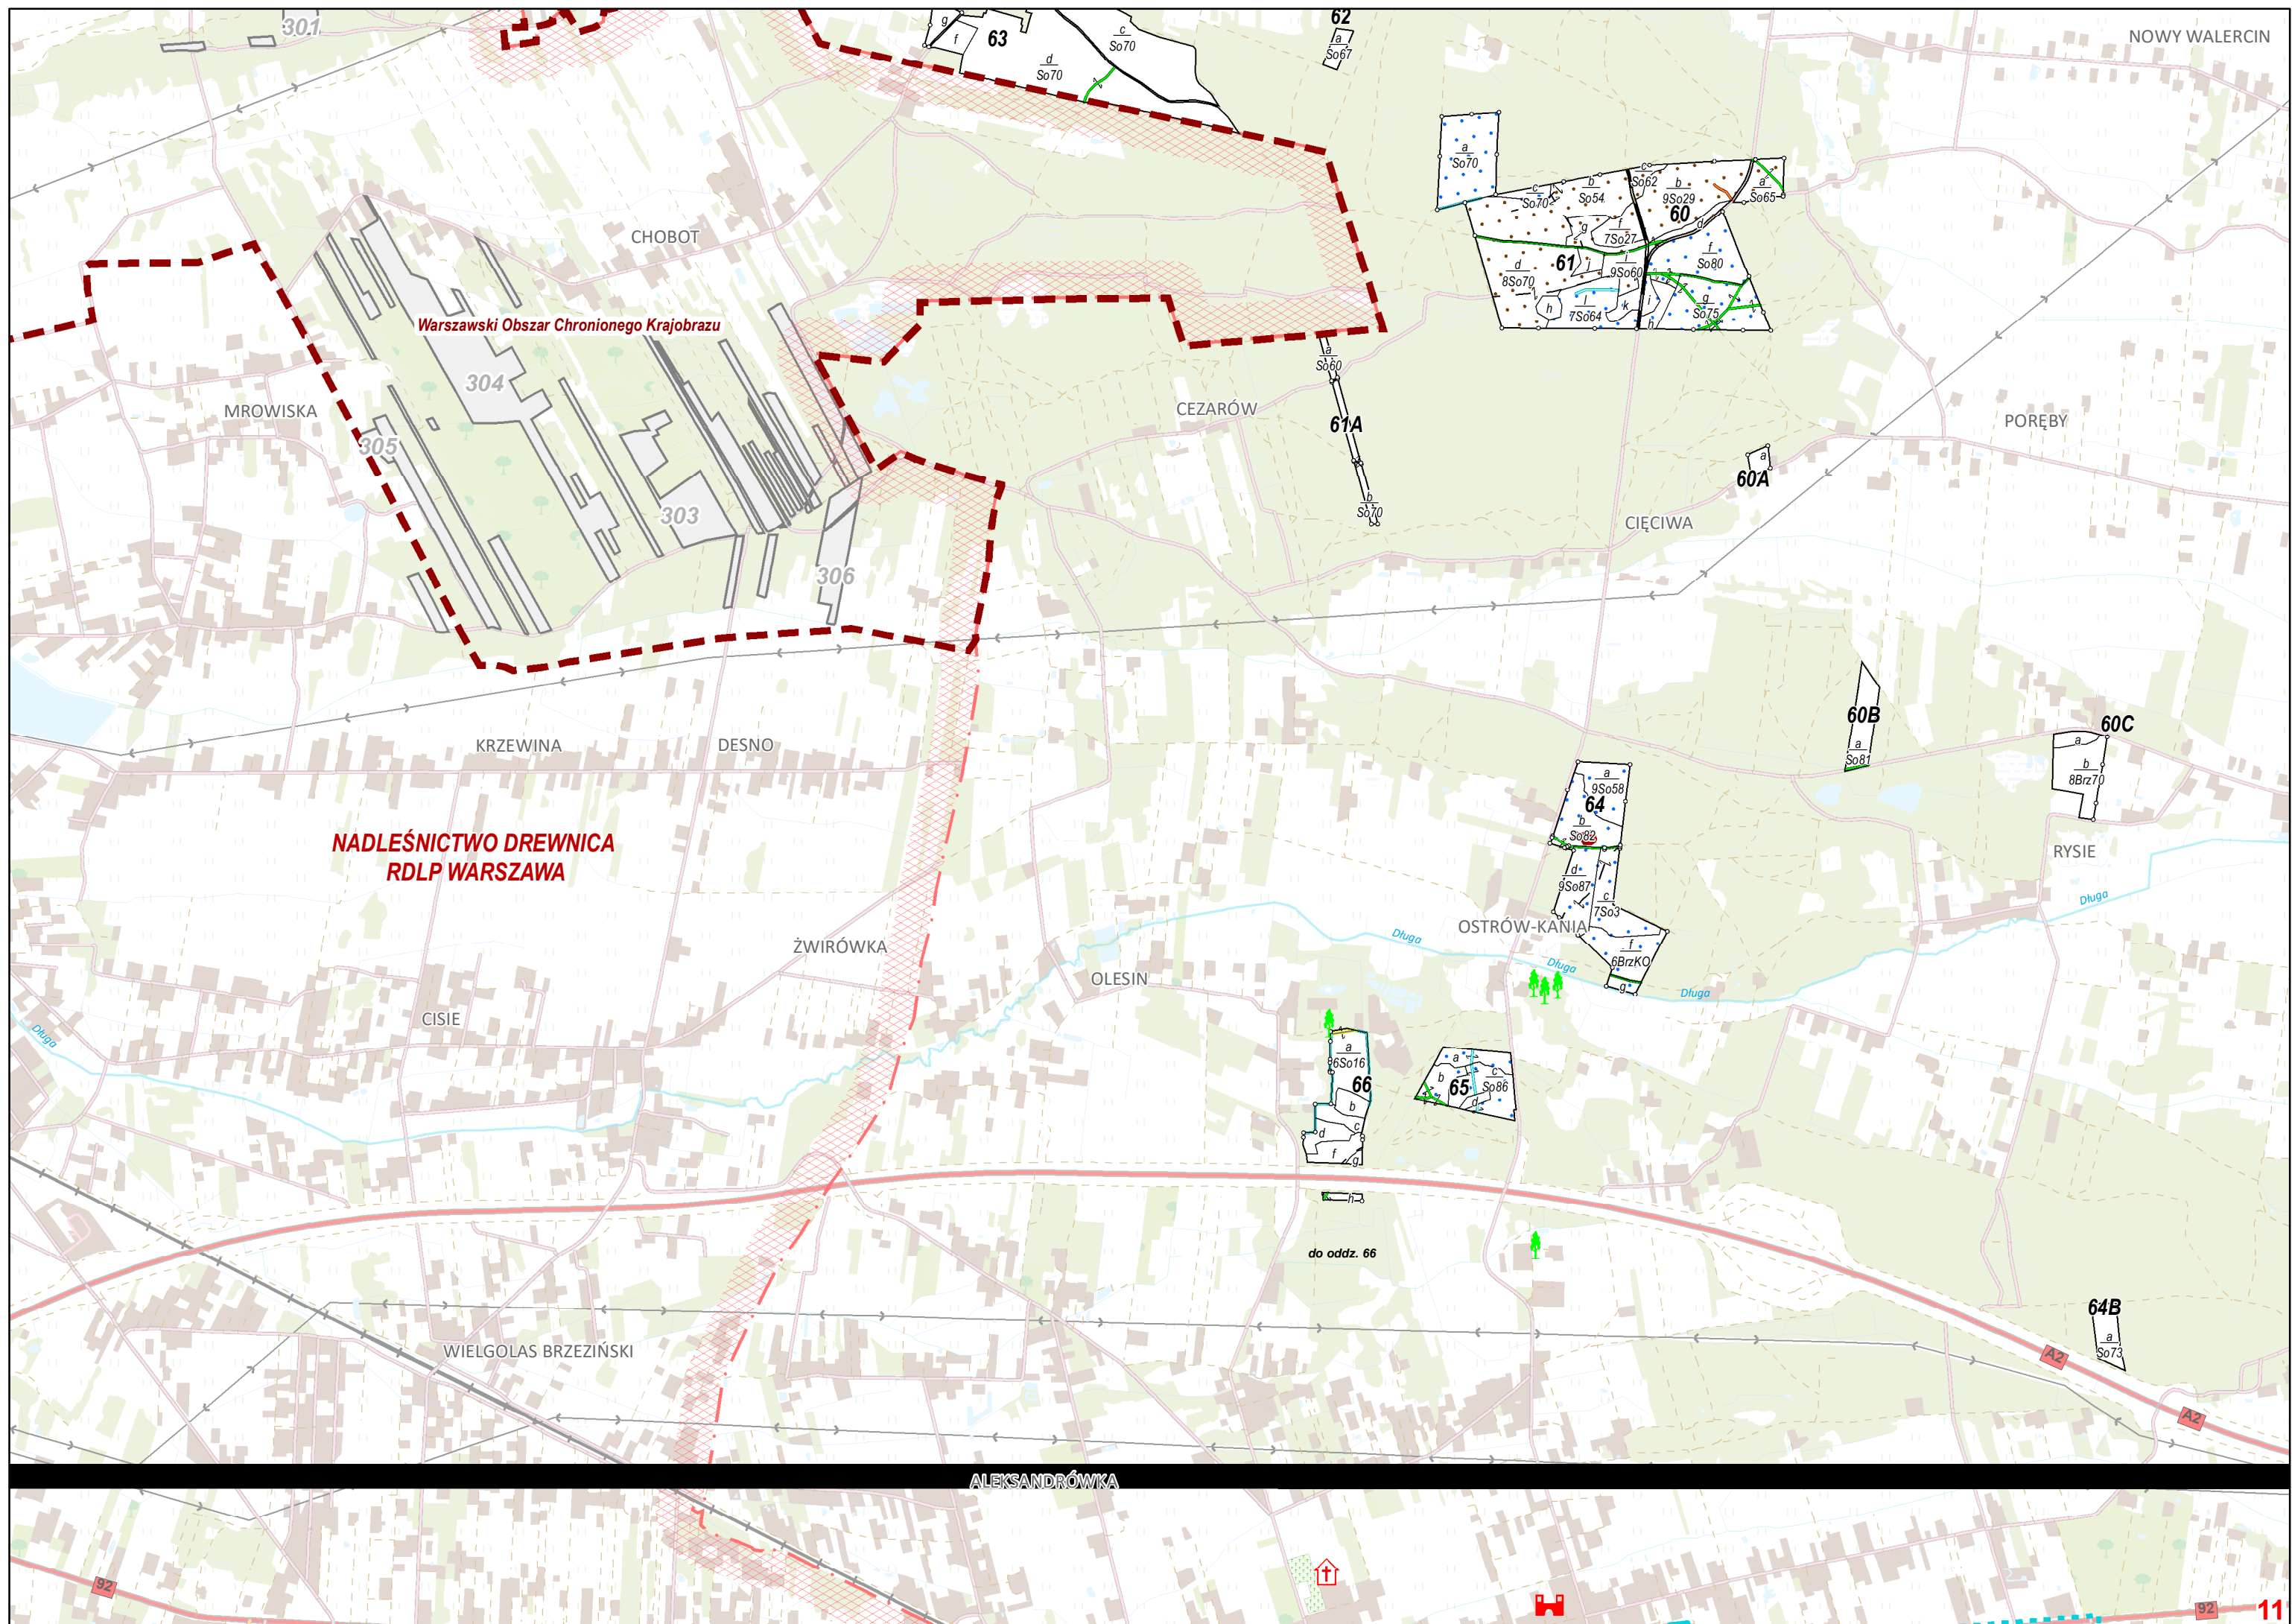 301
g
f
63
c
So70
d
So70
62
a
So67
NOWY WALERCIN
a
So70
c
So70
b
So54
c
So62
b
9So29
60
a
So65
CHOBOT
g
f
7So27
d
f
So80
61
j
i
9So60
d
8So70
h
l
7So64
k
i
h
g
So75
Warszawski Obszar Chronionego Krajobrazu
a
So60
304
MROWISKA
CEZARÓW
61A
PORĘBY
305
a
60A
303
b
So70
CIĘCIWA
306
60B
60C
a
a
So81
b
8Brz70
KRZEWINA
DESNO
a
9So58
64
b
So82
NADLEŚNICTWO DREWNICA
RDLP WARSZAWA
RYSIE
d
9So87
c
7So3
Długa
OSTRÓW-KANIA
Długa
ŻWIRÓWKA
f
6BrzKO
Długa
OLESIN
g
Długa
CISIE
Długa
a
6So16
66
a
b
65
c
So86
d
b
c
d
f
g
h
do oddz. 66
64B
a
So73
WIELGOLAS BRZEZIŃSKI
A2
A2
ALEKSANDRÓWKA
92
92
11